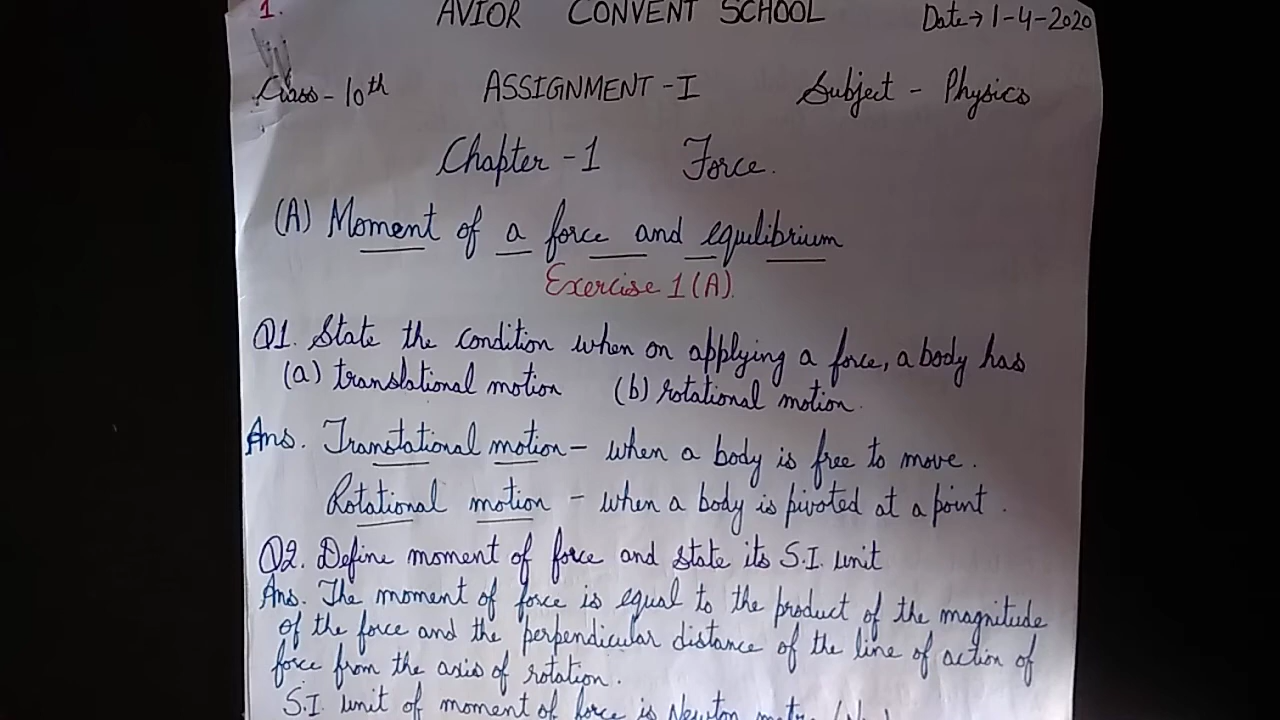 1.
AVIOR CONVENT SCHOOL Date→ 1-4-2020
Class - 10th ASSIGNMENT -I Subject - Physics
Chapter -1 Force.
(A) Moment of a force and equilibrium
Exercise 1(A).
Q1. State the condition when on applying a force, a body has
(a) translational motion (b) rotational motion.
Ans. Translational motion - when a body is free to move.
Rotational motion - when a body is pivoted at a point.
Q2. Define moment of force and state its S.I. unit
Ans. The moment of force is equal to the product of the magnitude
of the force and the perpendicular distance of the line of action of
force from the axis of rotation.
S.I. unit of moment of force is Newton